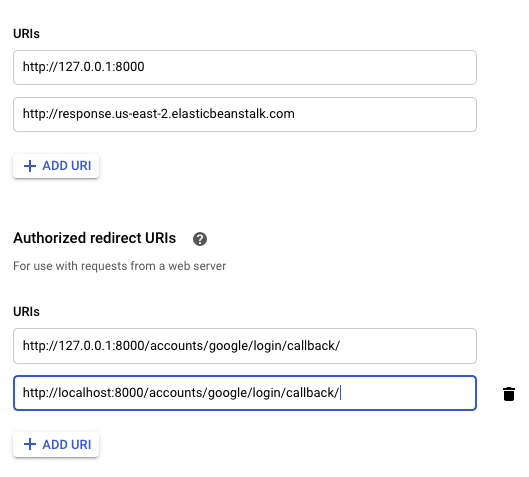 URIs
http://127.0.0.1:8000
http://response.us-east-2.elasticbeanstalk.com
+ ADD URI
Authorized redirect URIs ?
For use with requests from a web server
URIs
http://127.0.0.1:8000/accounts/google/login/callback/
http://localhost:8000/accounts/google/login/callback/
+ ADD URI